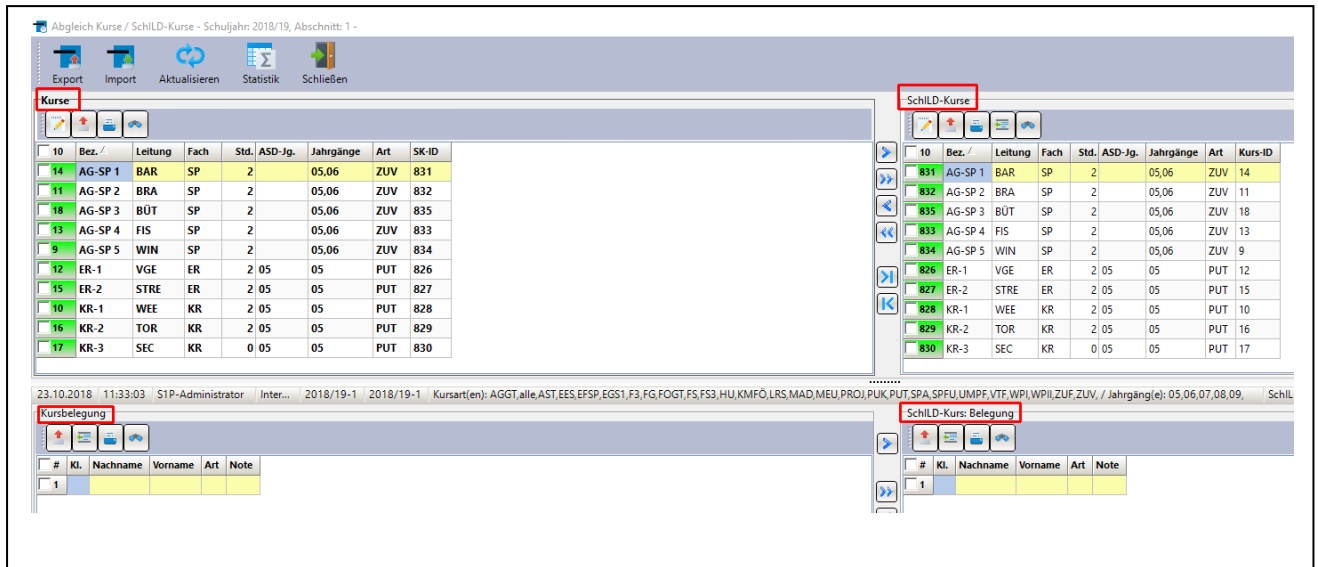 Abgleich Kurse / SchILD-Kurse - Schuljahr: 2018/19, Abschnitt: 1 -
Export Import Aktualisieren Statistik Schließen
Kurse
10 Bez. Leitung Fach Std. ASD-Jg. Jahrgänge Art SK-ID
14 AG-SP 1 BAR SP 2 05,06 ZUV 831
11 AG-SP 2 BRA SP 2 05,06 ZUV 832
18 AG-SP 3 BÜT SP 2 05,06 ZUV 835
13 AG-SP 4 FIS SP 2 05,06 ZUV 833
9 AG-SP 5 WIN SP 2 05,06 ZUV 834
12 ER-1 VGE ER 2 05 05 PUT 826
15 ER-2 STRE ER 2 05 05 PUT 827
10 KR-1 WEE KR 2 05 05 PUT 828
16 KR-2 TOR KR 2 05 05 PUT 829
17 KR-3 SEC KR 0 05 05 PUT 830
SchILD-Kurse
10 Bez. Leitung Fach Std. ASD-Jg. Jahrgänge Art Kurs-ID
831 AG-SP 1 BAR SP 2 05,06 ZUV 14
832 AG-SP 2 BRA SP 2 05,06 ZUV 11
835 AG-SP 3 BÜT SP 2 05,06 ZUV 18
833 AG-SP 4 FIS SP 2 05,06 ZUV 13
834 AG-SP 5 WIN SP 2 05,06 ZUV 9
826 ER-1 VGE ER 2 05 05 PUT 12
827 ER-2 STRE ER 2 05 05 PUT 15
828 KR-1 WEE KR 2 05 05 PUT 10
829 KR-2 TOR KR 2 05 05 PUT 16
830 KR-3 SEC KR 0 05 05 PUT 17
23.10.2018 11:33:03 S1P-Administrator Inter... 2018/19-1 2018/19-1 Kursart(en): AGGT,alle,AST,EES,EFSP,EGS1,F3,FG,FOGT,FS,FS3,HU,KMFÖ,LRS,MAD,MEU,PROJ,PUK,PUT,SPA,SPFU,UMPF,VTF,WPI,WPII,ZUF,ZUV, / Jahrgäng(e): 05,06,07,08,09, SchIL
Kursbelegung
# Kl. Nachname Vorname Art Note
1
SchILD-Kurs: Belegung
# Kl. Nachname Vorname Art Note
1